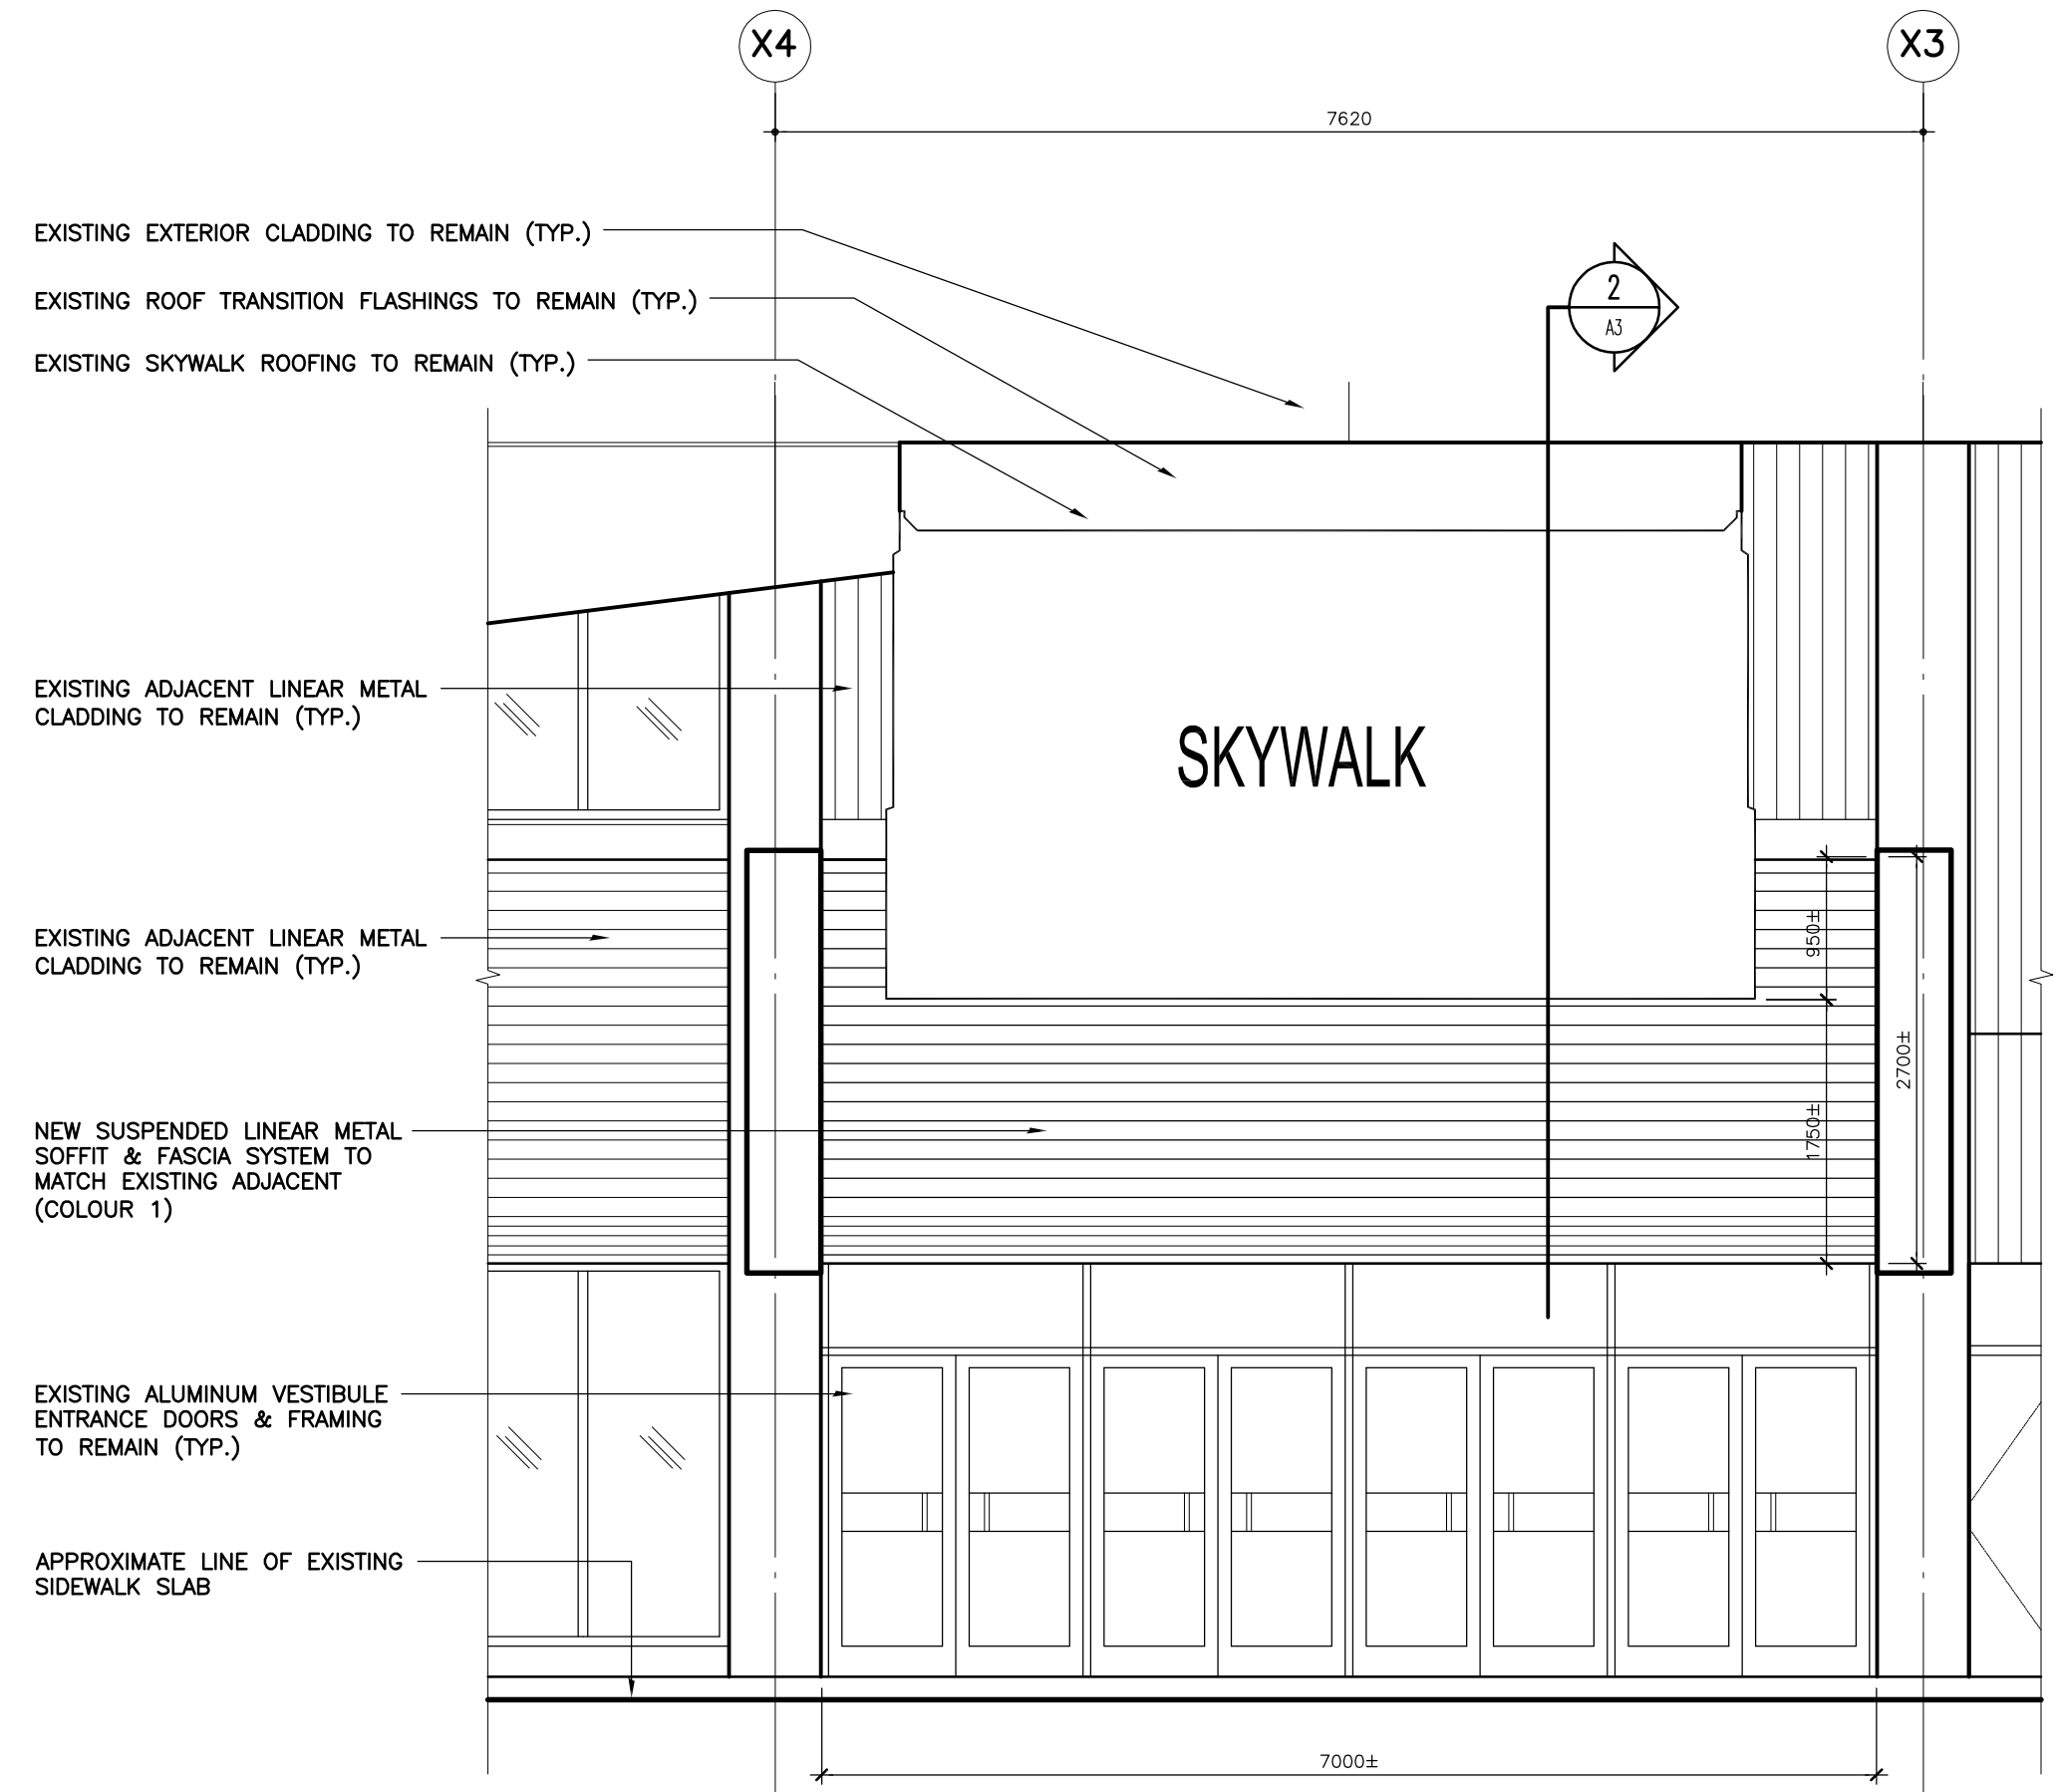 X4
X3
7620
EXISTING EXTERIOR CLADDING TO REMAIN (TYP.)
EXISTING ROOF TRANSITION FLASHINGS TO REMAIN (TYP.)
EXISTING SKYWALK ROOFING TO REMAIN (TYP.)
2
A3
EXISTING ADJACENT LINEAR METAL
CLADDING TO REMAIN (TYP.)
SKYWALK
EXISTING ADJACENT LINEAR METAL
CLADDING TO REMAIN (TYP.)
950±
2700±
1750±
NEW SUSPENDED LINEAR METAL
SOFFIT & FASCIA SYSTEM TO
MATCH EXISTING ADJACENT
(COLOUR 1)
EXISTING ALUMINUM VESTIBULE
ENTRANCE DOORS & FRAMING
TO REMAIN (TYP.)
APPROXIMATE LINE OF EXISTING
SIDEWALK SLAB
7000±